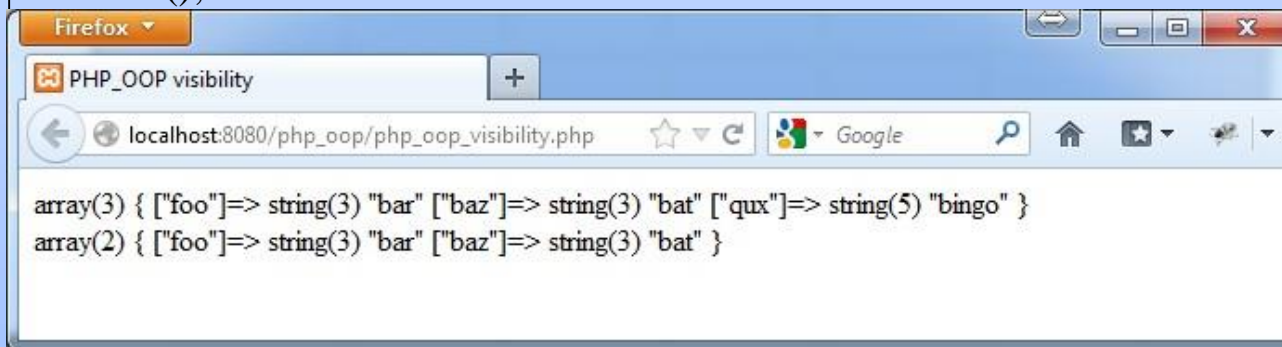 Firefox
PHP_OOP visibility
localhost:8080/php_oop/php_oop_visibility.php
Google
array(3) { ["foo"]=> string(3) "bar" ["baz"]=> string(3) "bat" ["qux"]=> string(5) "bingo" }
array(2) { ["foo"]=> string(3) "bar" ["baz"]=> string(3) "bat" }